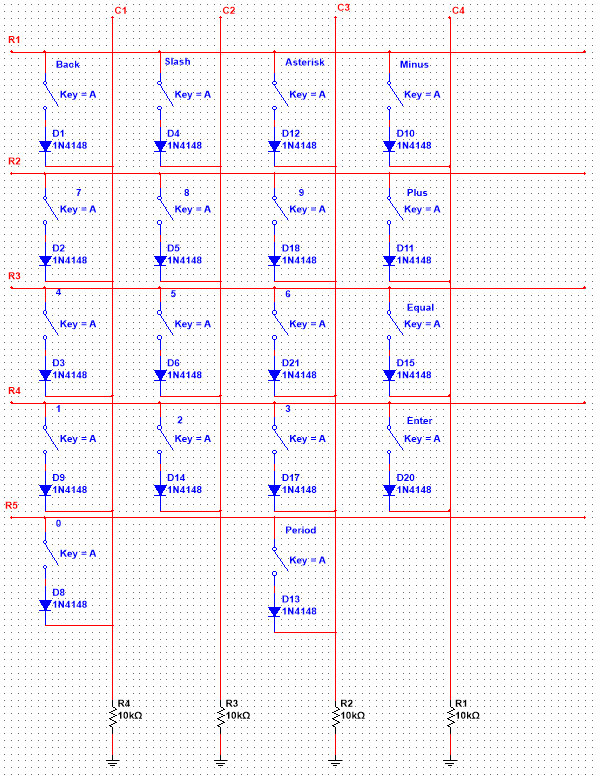 C1 C2 C3 C4
R1
Back Slash Asterisk Minus
Key = A Key = A Key = A Key = A
D1 D4 D12 D10
1N4148 1N4148 1N4148 1N4148
R2
7 8 9 Plus
Key = A Key = A Key = A Key = A
D2 D5 D18 D11
1N4148 1N4148 1N4148 1N4148
R3
4 5 6 Equal
Key = A Key = A Key = A Key = A
D3 D6 D21 D15
1N4148 1N4148 1N4148 1N4148
R4
1 2 3 Enter
Key = A Key = A Key = A Key = A
D9 D14 D17 D20
1N4148 1N4148 1N4148 1N4148
R5
0 Period
Key = A Key = A
D8 D13
1N4148 1N4148
R4 R3 R2 R1
10kΩ 10kΩ 10kΩ 10kΩ